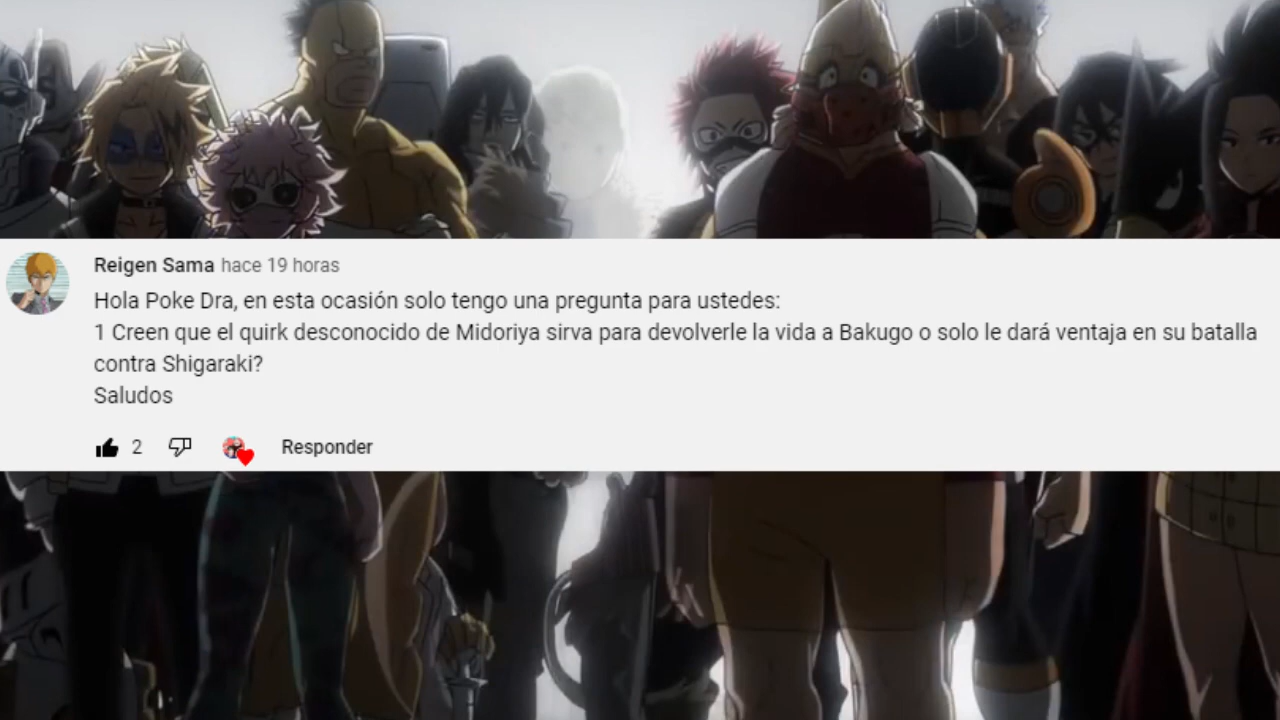 Reigen Sama hace 19 horas
Hola Poke Dra, en esta ocasión solo tengo una pregunta para ustedes:
1 Creen que el quirk desconocido de Midoriya sirva para devolverle la vida a Bakugo o solo le dará ventaja en su batalla
contra Shigaraki?
Saludos
2 Responder